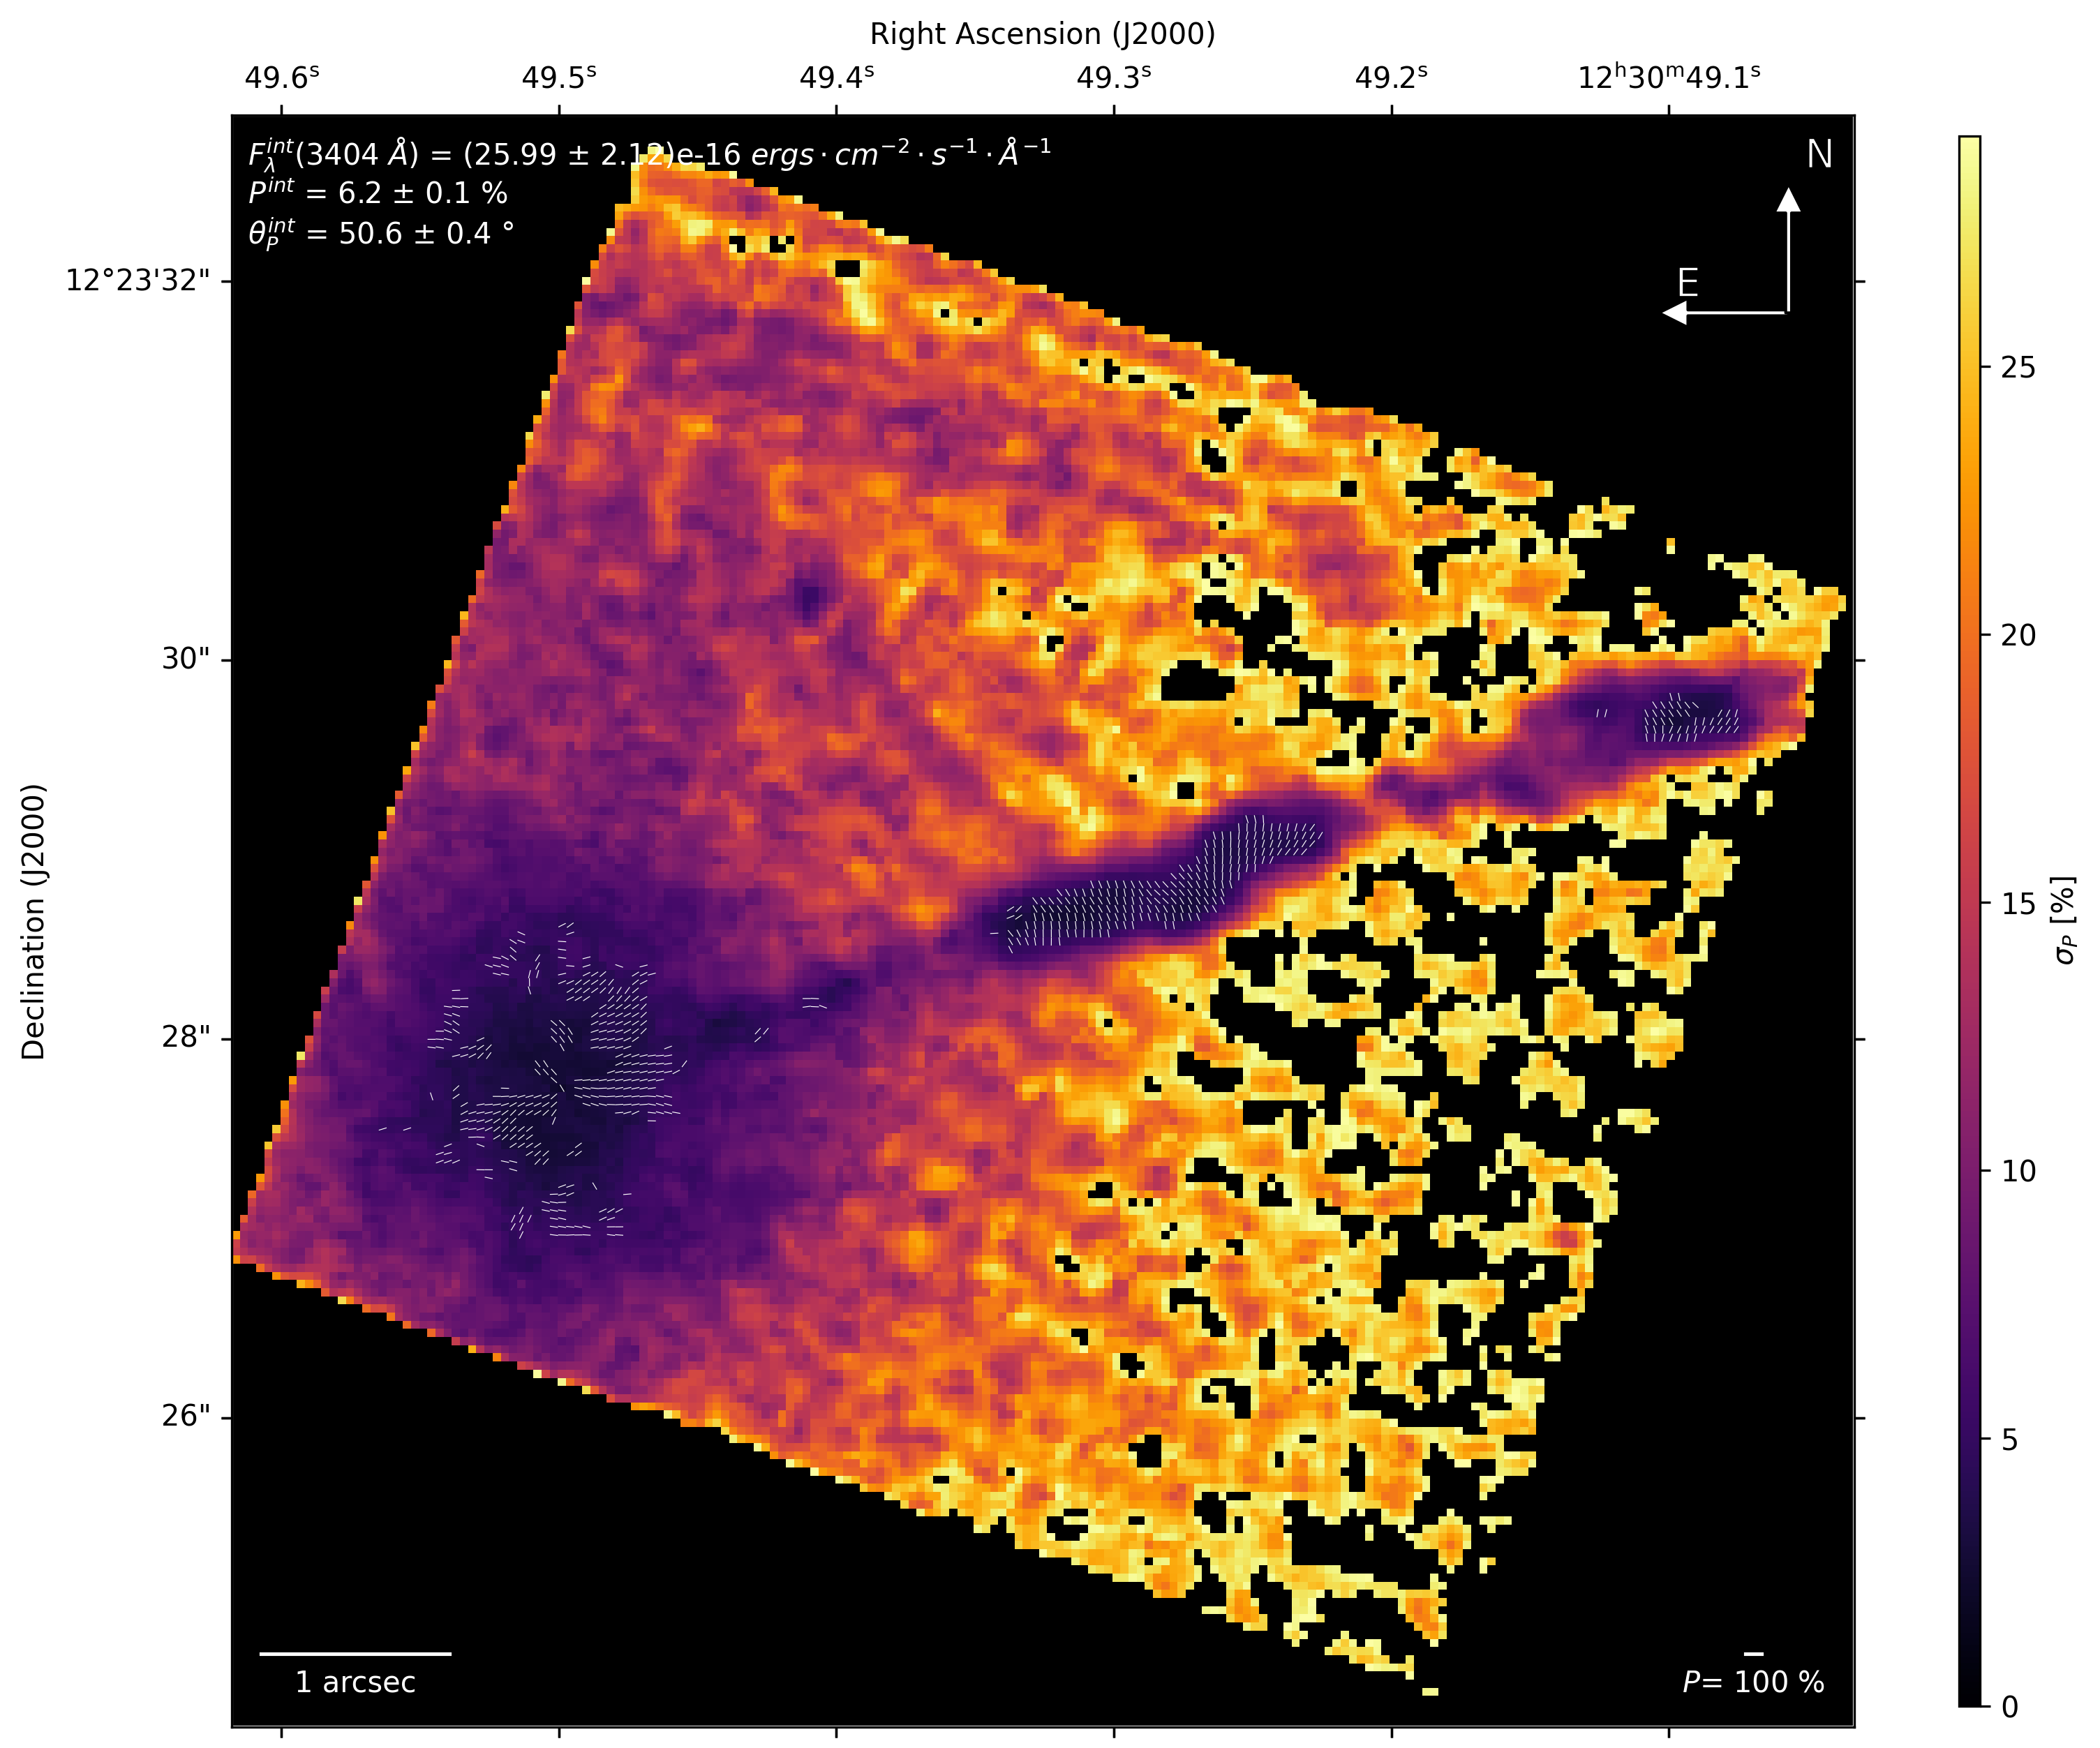 Right Ascension (J2000)
49.6ˢ 49.5ˢ 49.4ˢ 49.3ˢ 49.2ˢ 12ʰ30ᵐ49.1ˢ
F_λ^int(3404 Å) = (25.99 ± 2.12)e-16 ergs · cm⁻² · s⁻¹ · Å⁻¹
P^int = 6.2 ± 0.1 %
θ_P^int = 50.6 ± 0.4 °
N
E
12°23'32"
30"
28"
26"
Declination (J2000)
1 arcsec
P= 100 %
25
20
15
10
5
0
σ_P [%]